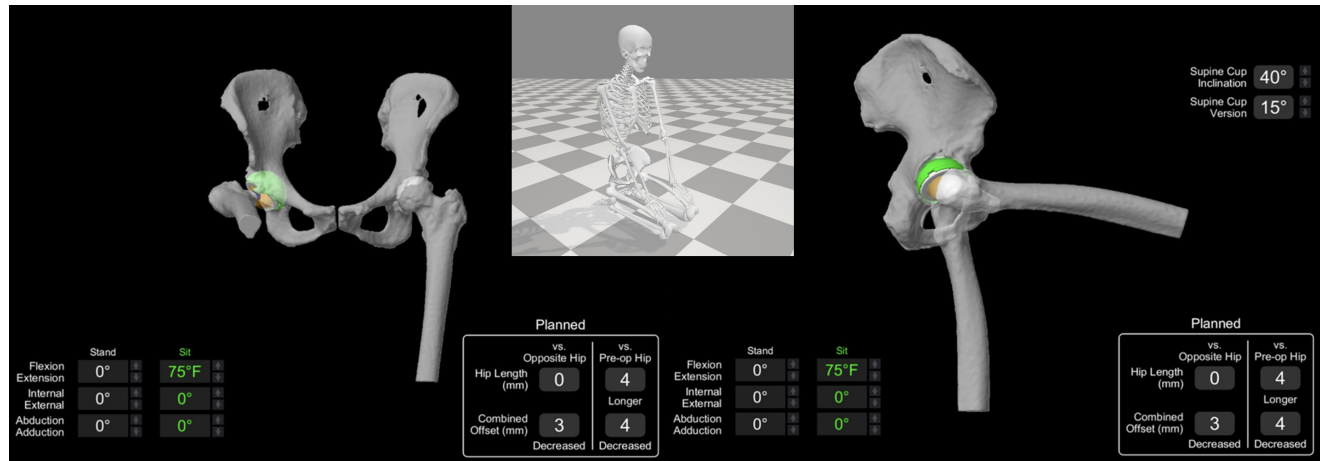 Supine Cup
Inclination 40°
Supine Cup
Version 15°
Stand Sit
Flexion
Extension 0° 75°F
Internal
External 0° 0°
Abduction
Adduction 0° 0°
Planned
vs.
Opposite Hip
vs.
Pre-op Hip
Hip Length
(mm) 0 4
Longer
Combined
Offset (mm) 3 4
Decreased Decreased
Stand Sit
Flexion
Extension 0° 75°F
Internal
External 0° 0°
Abduction
Adduction 0° 0°
Planned
vs.
Opposite Hip
vs.
Pre-op Hip
Hip Length
(mm) 0 4
Longer
Combined
Offset (mm) 3 4
Decreased Decreased